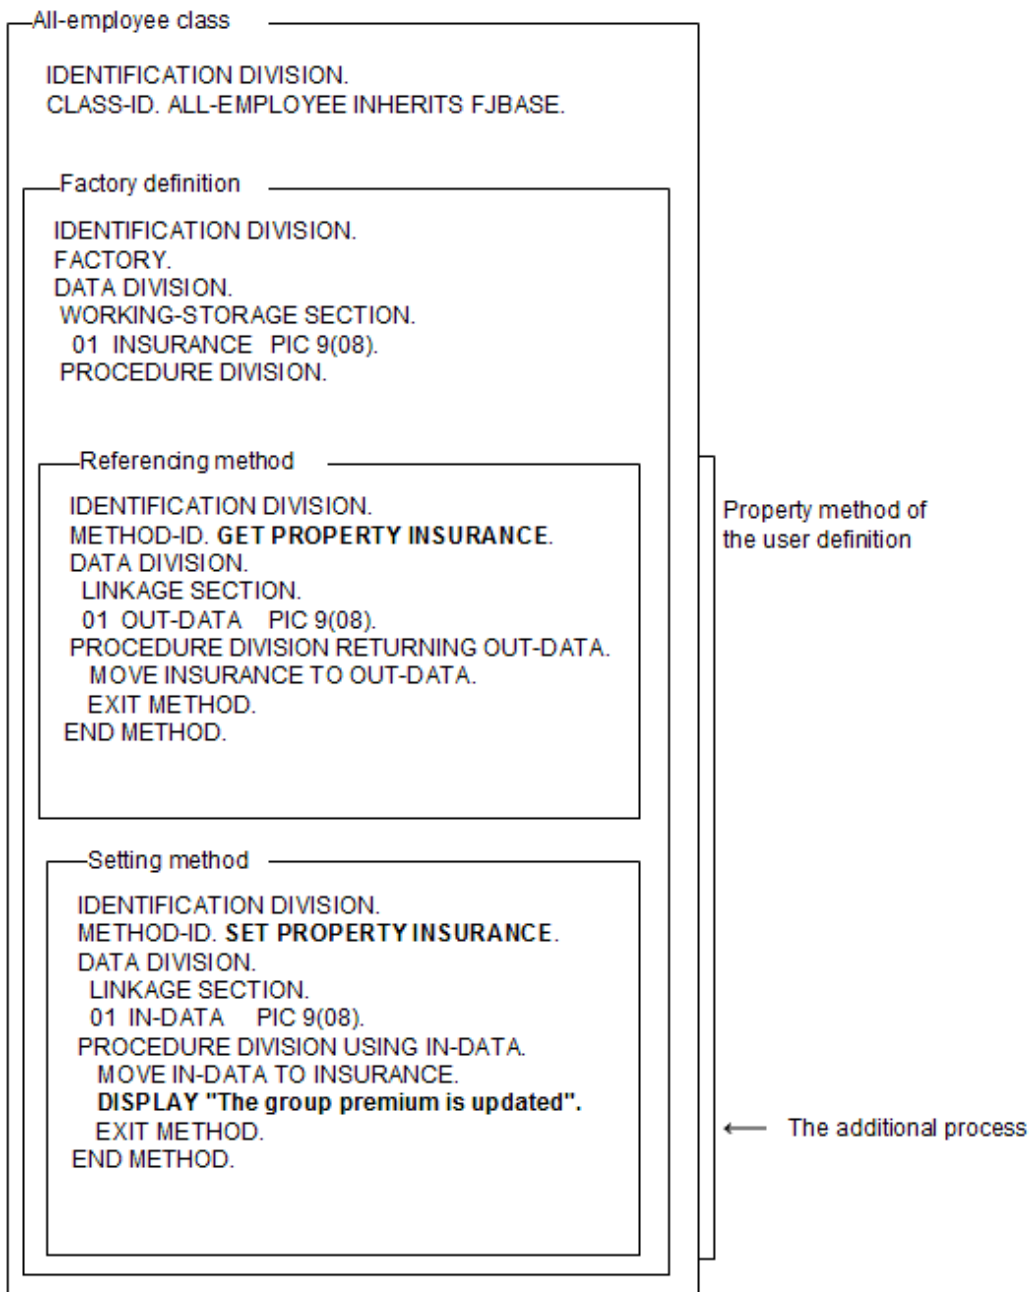 All-employee class
IDENTIFICATION DIVISION.
CLASS-ID. ALL-EMPLOYEE INHERITS FJBASE.
Factory definition
IDENTIFICATION DIVISION.
FACTORY.
DATA DIVISION.
WORKING-STORAGE SECTION.
01 INSURANCE PIC 9(08).
PROCEDURE DIVISION.
Referencing method
IDENTIFICATION DIVISION.
METHOD-ID. GET PROPERTY INSURANCE.
DATA DIVISION.
LINKAGE SECTION.
01 OUT-DATA PIC 9(08).
PROCEDURE DIVISION RETURNING OUT-DATA.
MOVE INSURANCE TO OUT-DATA.
EXIT METHOD.
END METHOD.
Property method of
the user definition
Setting method
IDENTIFICATION DIVISION.
METHOD-ID. SET PROPERTY INSURANCE.
DATA DIVISION.
LINKAGE SECTION.
01 IN-DATA PIC 9(08).
PROCEDURE DIVISION USING IN-DATA.
MOVE IN-DATA TO INSURANCE.
DISPLAY "The group premium is updated".
EXIT METHOD.
END METHOD.
← The additional process